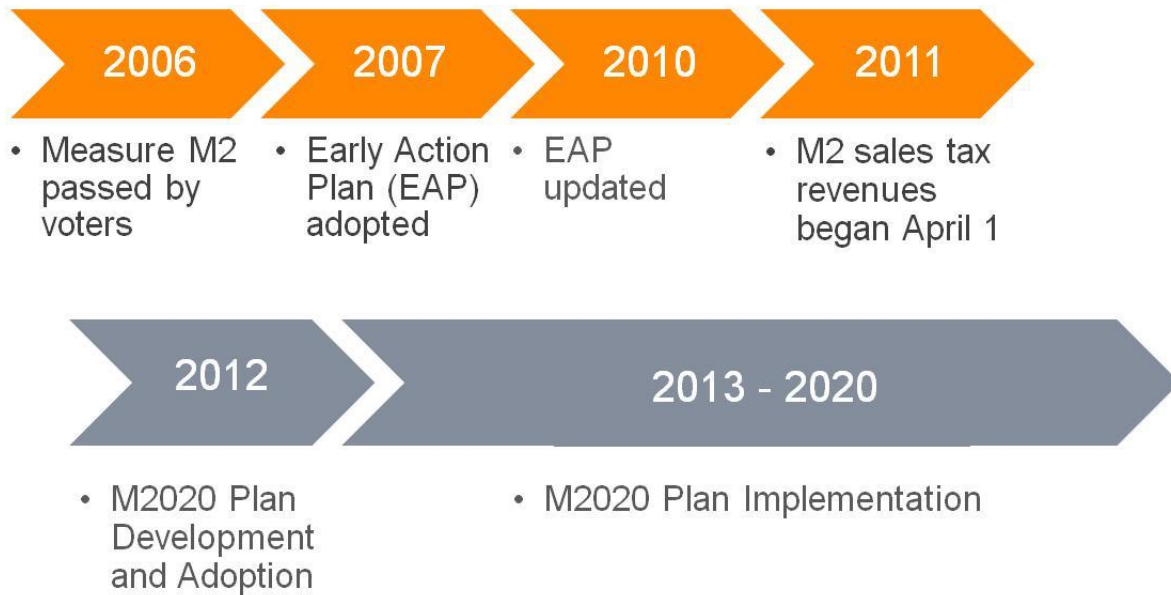 2006
2007
2010
2011
• Measure M2
passed by
voters
• Early Action
Plan (EAP)
adopted
• EAP
updated
• M2 sales tax
revenues
began April 1
2012
2013 - 2020
• M2020 Plan
Development
and Adoption
• M2020 Plan Implementation